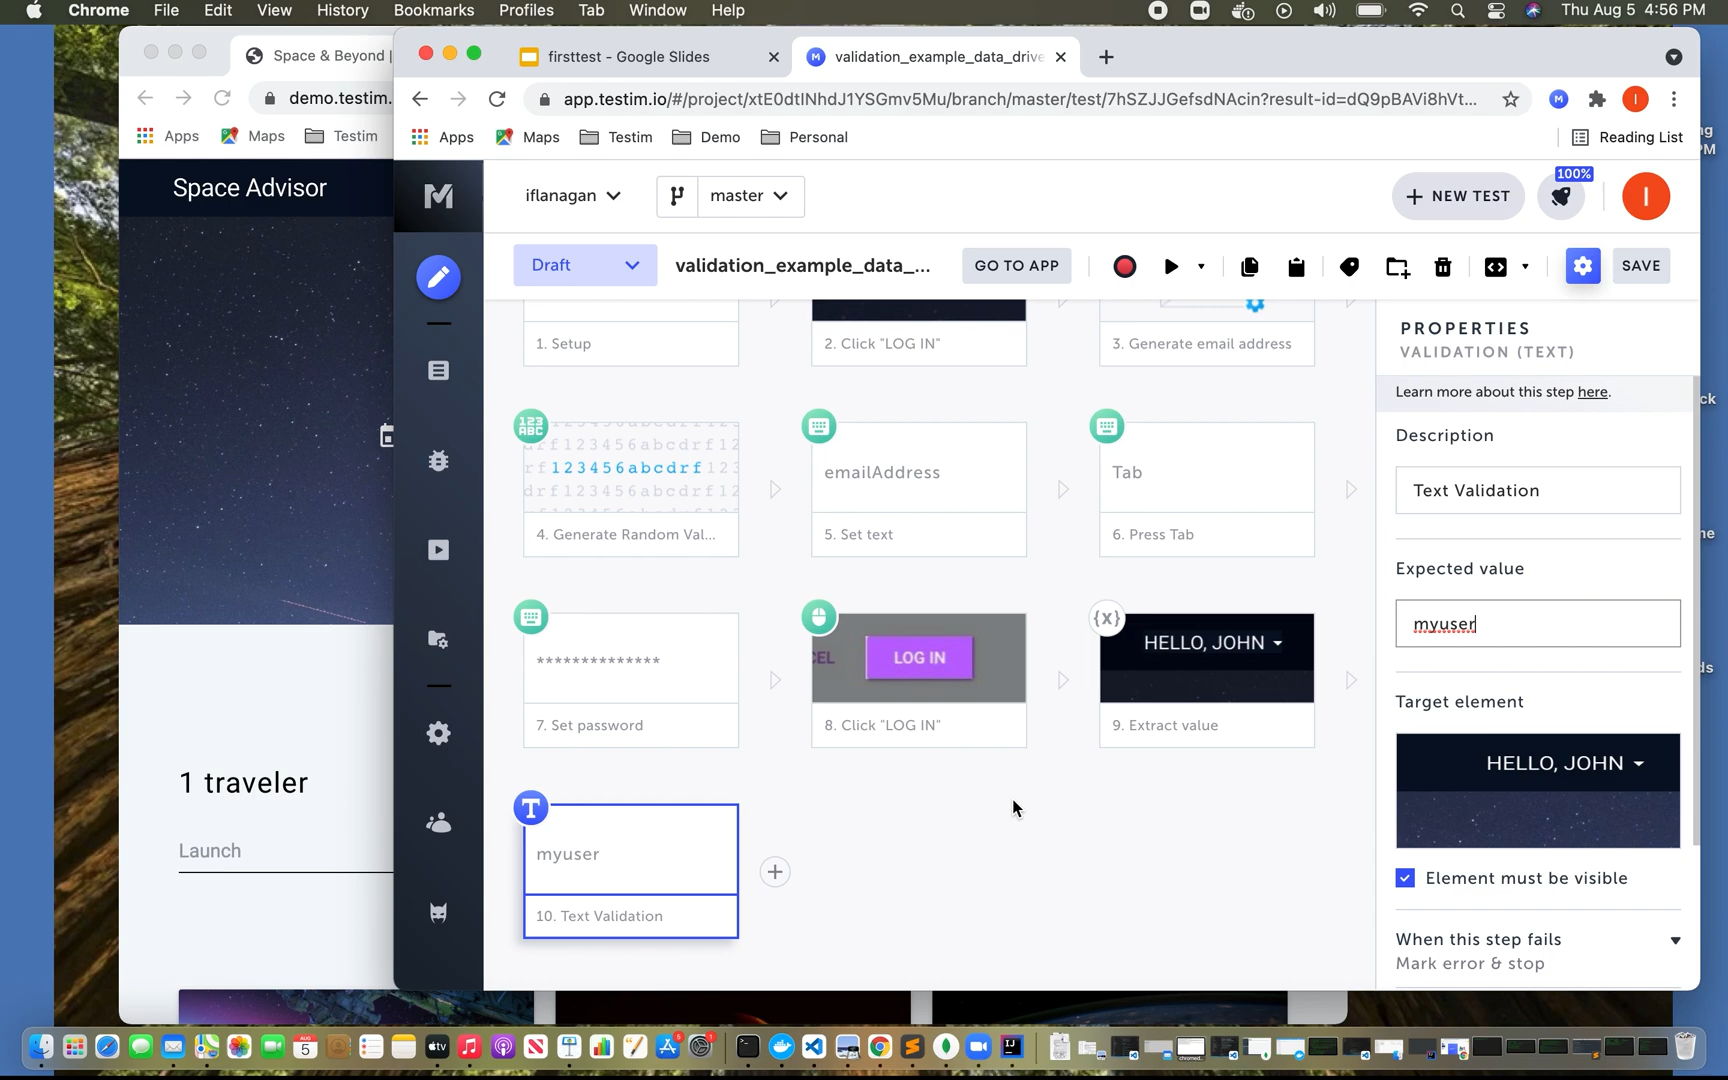 Chrome File Edit View History Bookmarks Profiles Tab Window Help Thu Aug 5 4:56 PM
Space & Beyond |
firsttest - Google Slides
validation_example_data_drive
demo.testim.
app.testim.io/#/project/xtE0dtINhdJ1YSGmv5Mu/branch/master/test/7hSZJJGefsdNAcin?result-id=dQ9pBAVi8hVt...
Apps Maps Testim
Apps Maps Testim Demo Personal Reading List
Space Advisor
iflanagan master
NEW TEST
100%
I
Draft
validation_example_data_...
GO TO APP
SAVE
1. Setup
2. Click "LOG IN"
3. Generate email address
123
ABC
123456abcdrf
4. Generate Random Val...
emailAddress
5. Set text
Tab
6. Press Tab
**************
7. Set password
CEL
LOG IN
8. Click "LOG IN"
{x}
HELLO, JOHN
9. Extract value
T
myuser
10. Text Validation
PROPERTIES
VALIDATION (TEXT)
Learn more about this step here.
Description
Text Validation
Expected value
myuser
Target element
HELLO, JOHN
Element must be visible
When this step fails
Mark error & stop
1 traveler
Launch